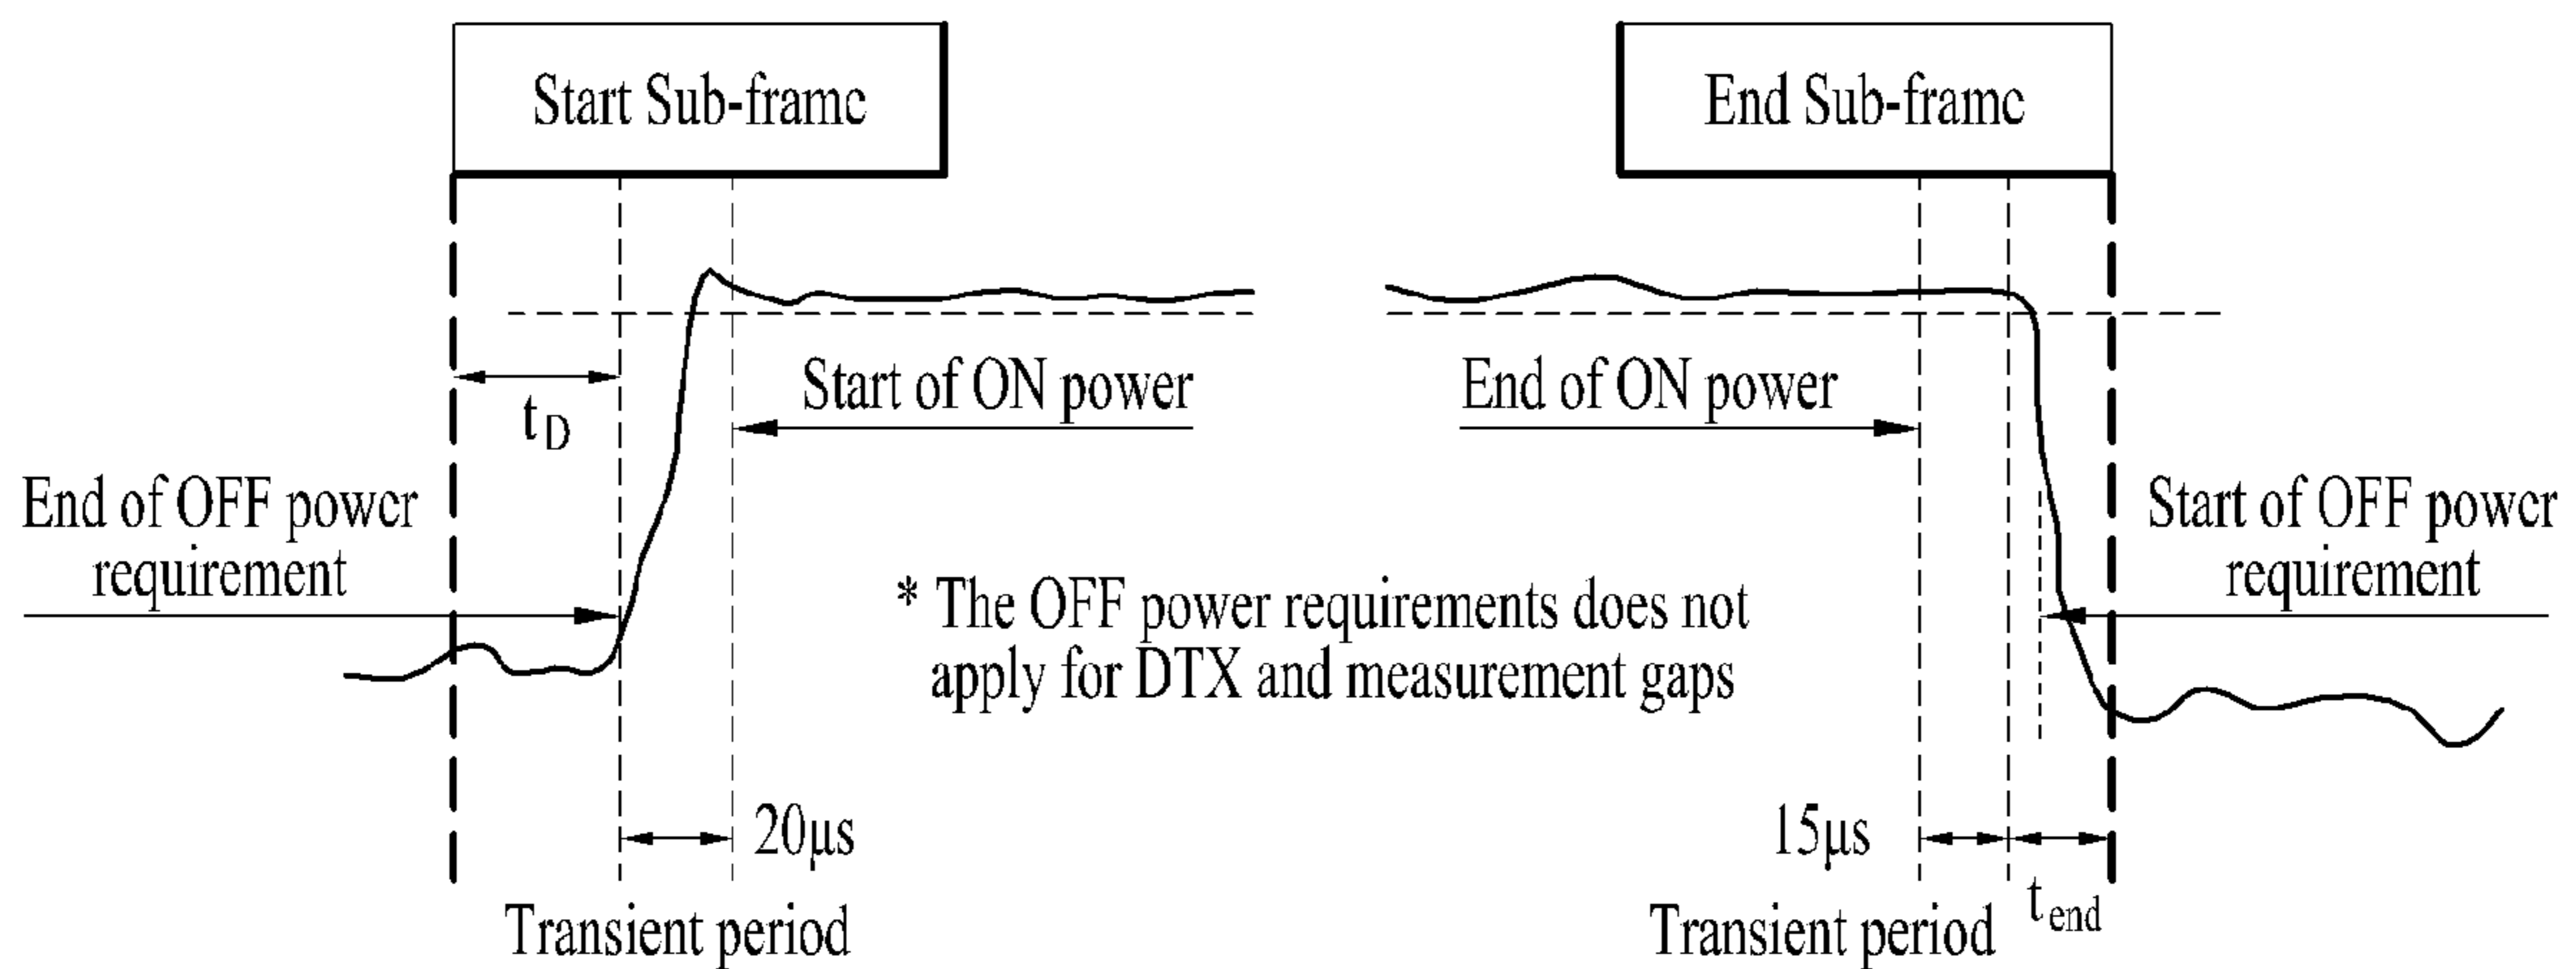 Start Sub-frame
End Sub-frame
t D
Start of ON power
End of ON power
End of OFF power
requirement
Start of OFF power
requirement
* The OFF power requirements does not
apply for DTX and measurement gaps
20μs
15μs
t end
Transient period
Transient period